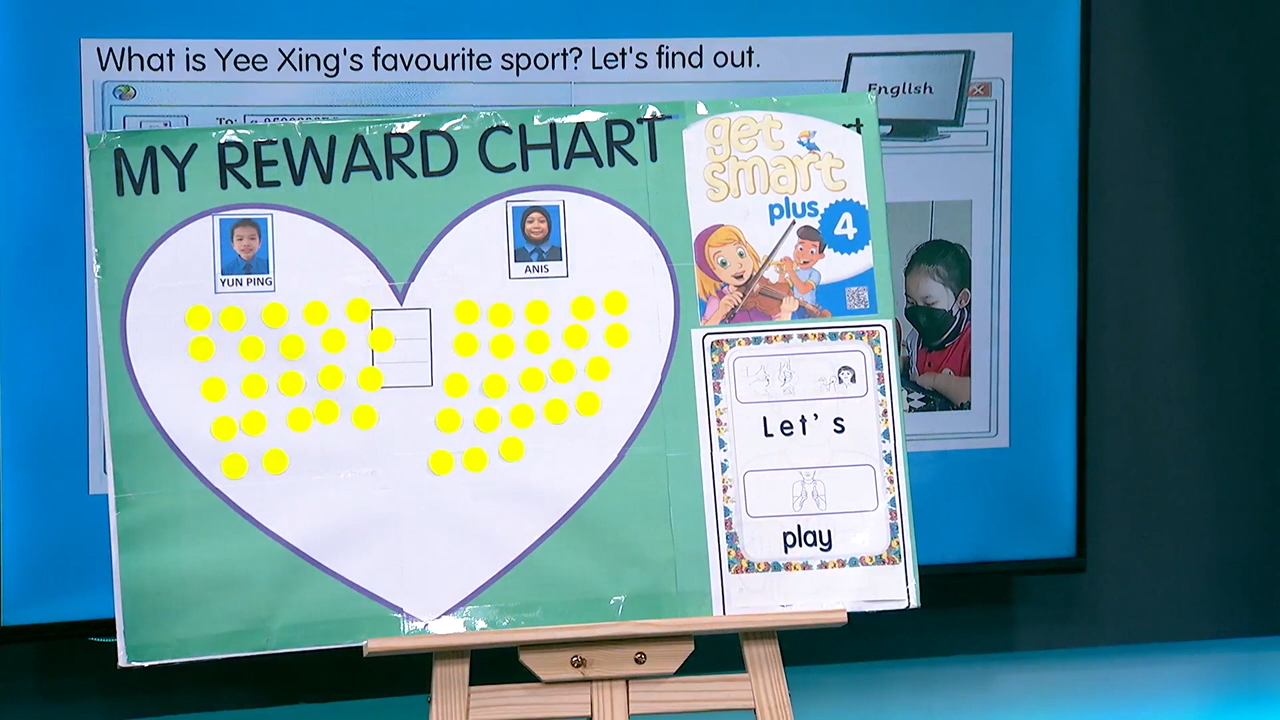 What is Yee Xing's favourite sport? Let's find out.
English
To:
MY REWARD CHART
get
smart
plus
4
YUN PING
ANIS
Let's
play